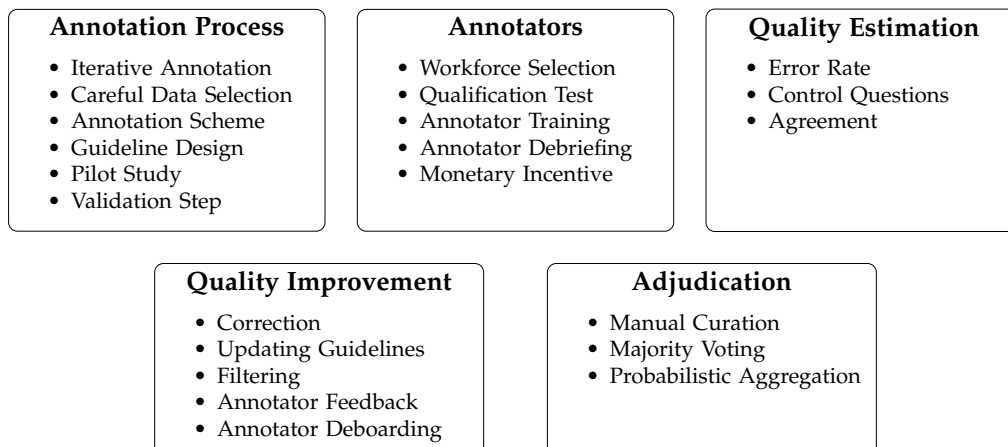 Annotation Process
• Iterative Annotation
• Careful Data Selection
• Annotation Scheme
• Guideline Design
• Pilot Study
• Validation Step
Annotators
• Workforce Selection
• Qualification Test
• Annotator Training
• Annotator Debriefing
• Monetary Incentive
Quality Estimation
• Error Rate
• Control Questions
• Agreement
Quality Improvement
• Correction
• Updating Guidelines
• Filtering
• Annotator Feedback
• Annotator Deboarding
Adjudication
• Manual Curation
• Majority Voting
• Probabilistic Aggregation